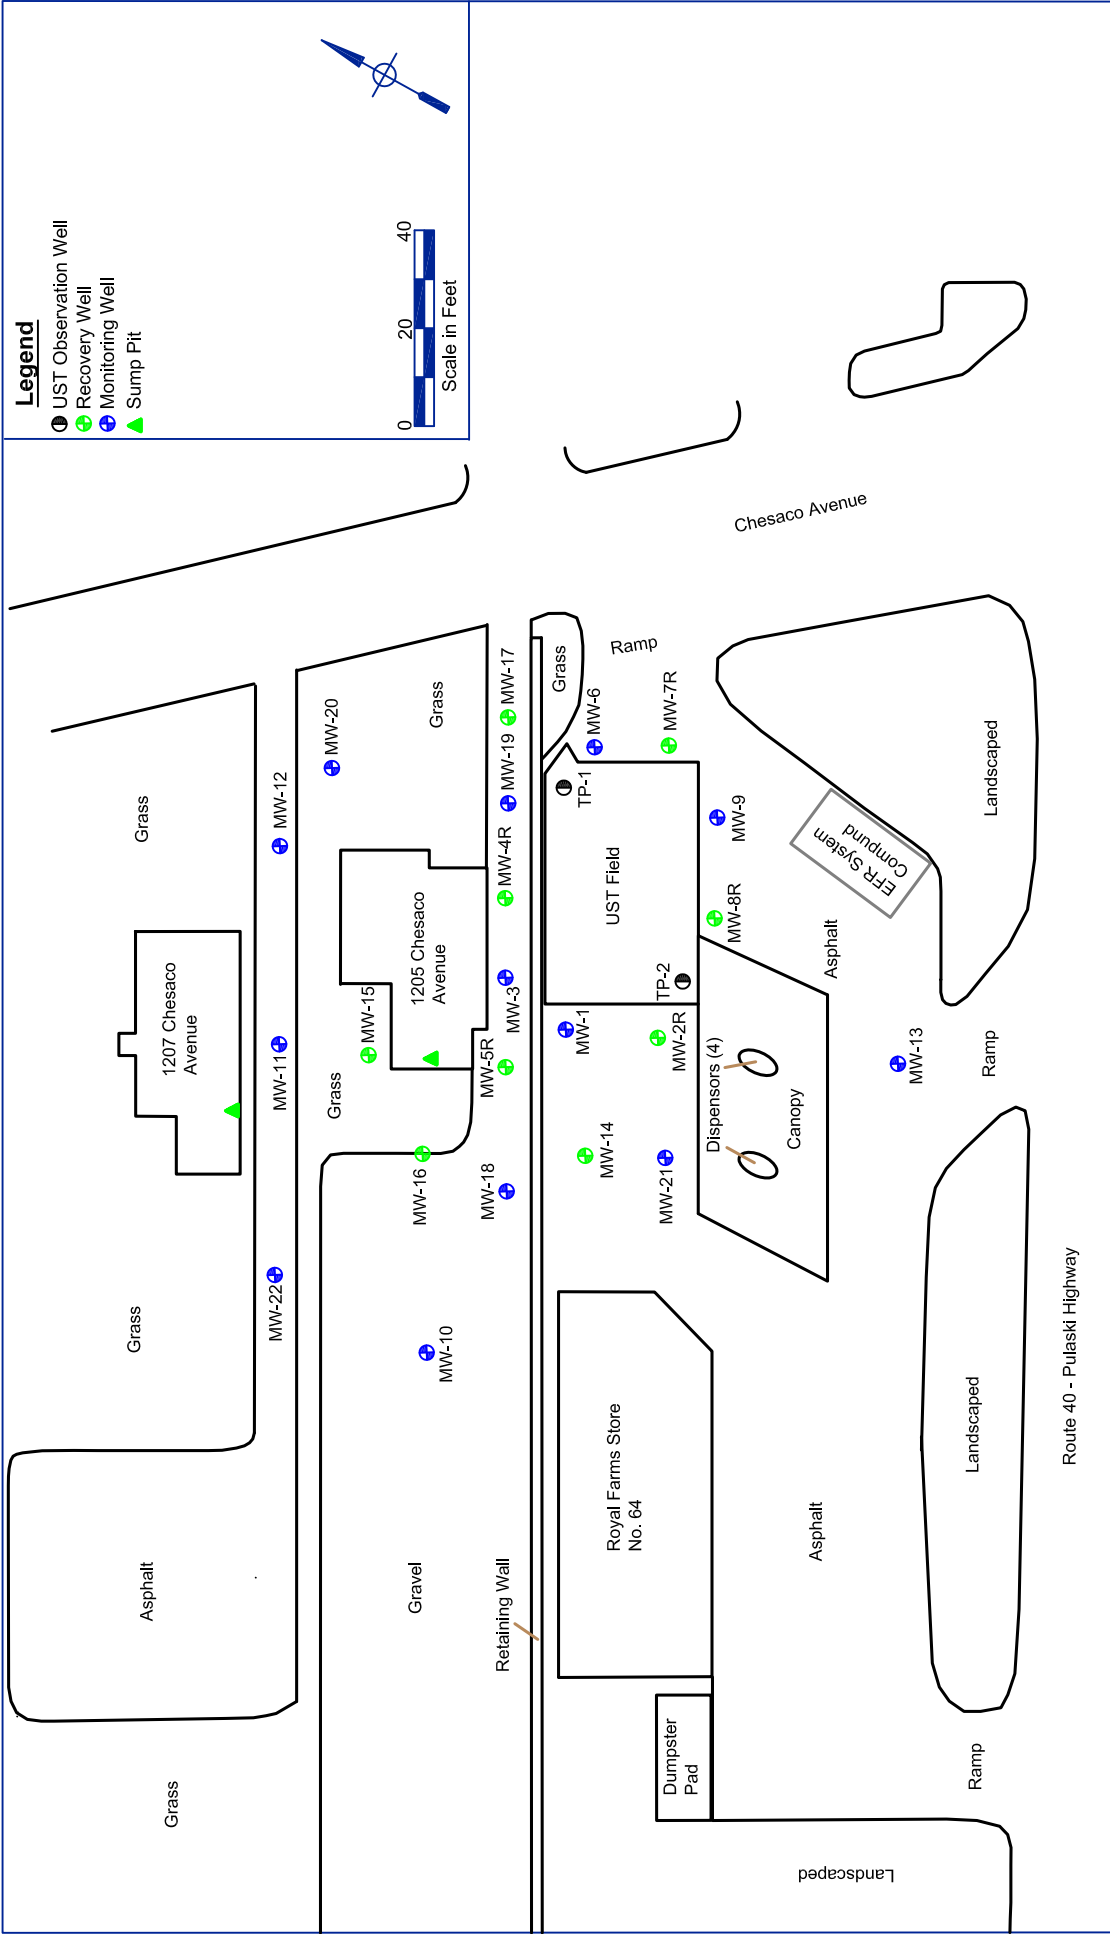 Legend
UST Observation Well
Recovery Well
Monitoring Well
Sump Pit
0
20
40
Scale in Feet
Grass
Asphalt
Grass
Grass
1207 Chesaco
Avenue
MW-22
MW-11
MW-12
MW-20
Grass
MW-15
1205 Chesaco
Avenue
Grass
MW-16
MW-10
Gravel
MW-18
MW-5R
MW-3
MW-4R
MW-19
MW-17
Retaining Wall
Grass
Ramp
MW-6
MW-7R
TP-1
UST Field
TP-2
MW-1
MW-2R
MW-14
MW-21
MW-8R
MW-9
Dispensors (4)
Canopy
Royal Farms Store
No. 64
Dumpster
Pad
Asphalt
Asphalt
EFR System
Compund
MW-13
Chesaco Avenue
Landscaped
Ramp
Landscaped
Ramp
Landscaped
Route 40 - Pulaski Highway